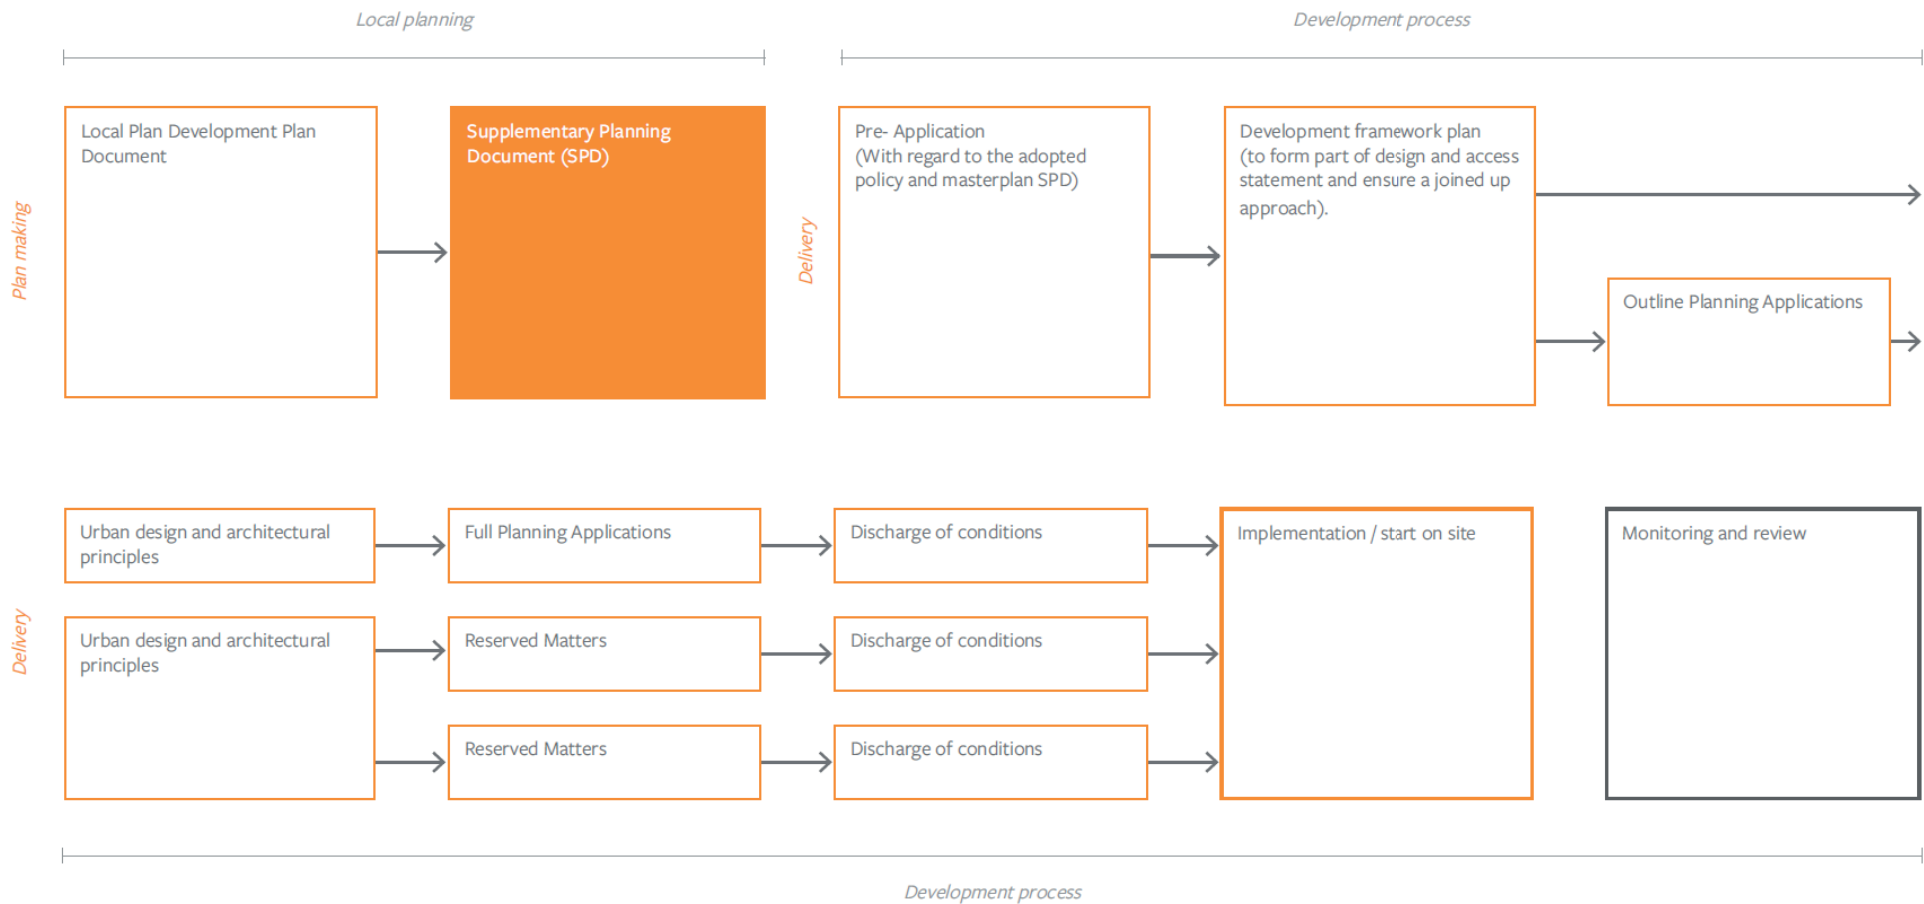 Local planning
Development process
Plan making
Local Plan Development Plan
Document
Supplementary Planning
Document (SPD)
Delivery
Pre- Application
(With regard to the adopted
policy and masterplan SPD)
Development framework plan
(to form part of design and access
statement and ensure a joined up
approach).
Outline Planning Applications
Delivery
Urban design and architectural
principles
Full Planning Applications
Discharge of conditions
Implementation / start on site
Monitoring and review
Urban design and architectural
principles
Reserved Matters
Discharge of conditions
Reserved Matters
Discharge of conditions
Development process